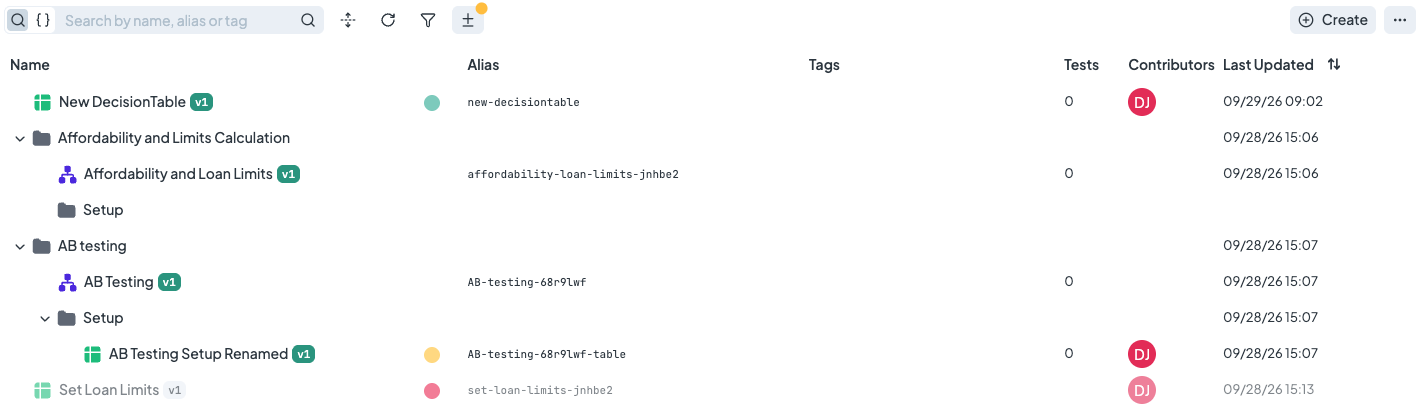 {} Search by name, alias or tag ± Create ...
Name Alias Tags Tests Contributors Last Updated
New DecisionTable v1 new-decisiontable 0 DJ 09/29/26 09:02
Affordability and Limits Calculation 09/28/26 15:06
Affordability and Loan Limits v1 affordability-loan-limits-jnhbe2 0 09/28/26 15:06
Setup
AB testing 09/28/26 15:07
AB Testing v1 AB-testing-68r9lwf 0 09/28/26 15:07
Setup 09/28/26 15:07
AB Testing Setup Renamed v1 AB-testing-68r9lwf-table 0 DJ 09/28/26 15:07
Set Loan Limits v1 set-loan-limits-jnhbe2 DJ 09/28/26 15:13